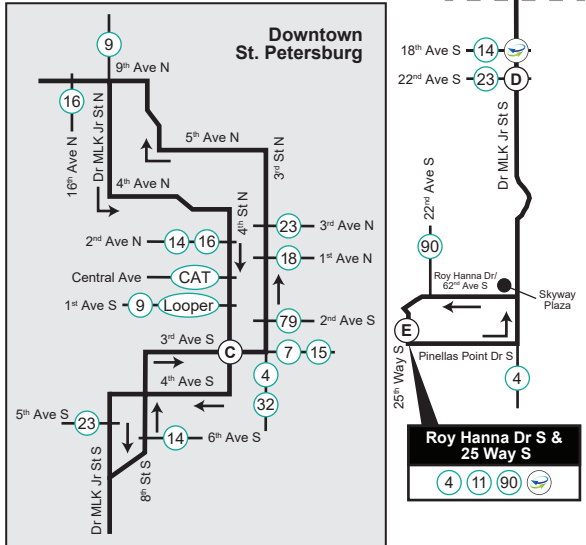 Downtown
St. Petersburg
9
9th Ave N
16
16th Ave N
Dr MLK Jr St N
5th Ave N
3rd St N
4th Ave N
4th St N
23 3rd Ave N
2nd Ave N 14 16
18 1st Ave N
Central Ave CAT
1st Ave S 9 Looper
79 2nd Ave S
3rd Ave S
C
7 15
4th Ave S
4
32
5th Ave S
23
14 6th Ave S
Dr MLK Jr St S
8th St S
18th Ave S 14
22nd Ave S 23 D
Dr MLK Jr St S
22nd Ave S
90
Roy Hanna Dr/
62nd Ave S
Skyway
Plaza
E
25th Way S
Pinellas Point Dr S
4
Roy Hanna Dr S &
25 Way S
4 11 90